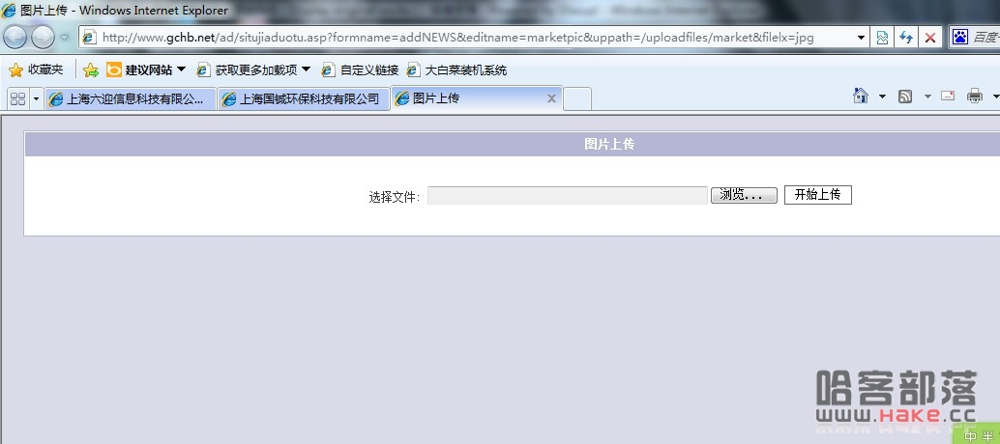 图片上传 - Windows Internet Explorer
http://www.gchb.net/ad/situjiaduotu.asp?formname=addNEWS&editname=marketpic&uppath=/uploadfiles/market&filelx=jpg
百度
收藏夹 建议网站 获取更多加载项 自定义链接 大白菜装机系统
上海六迎信息科技有限公... 上海国铖环保科技有限公司 图片上传
图片上传
选择文件: 浏览... 开始上传
哈客部落
www.Hake.cc
中 半